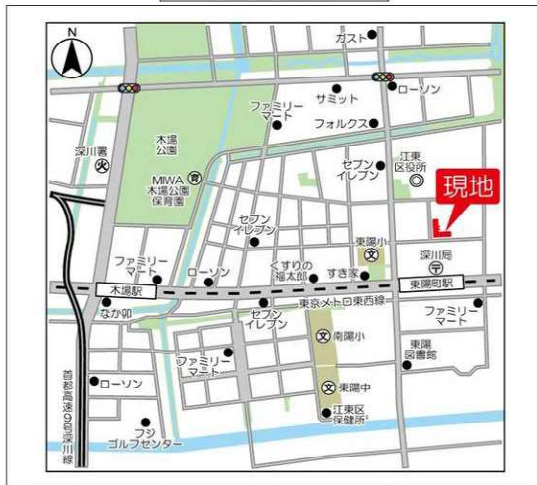 N
ガスト
ローソン
サミット
ファミリー
マート
フォルクス
木場
公園
深川署
火
MIWA
木場公園
保育園
育
セブン
イレブン
江東
区役所
現地
セブン
イレブン
東陽小
文
深川局
〒
ファミリー
マート
ローソン
くすりの
福太郎
すき家
木場駅
東陽町駅
なか卯
セブン
イレブン
東京メトロ東西線
ファミリー
マート
文
南陽小
ファミリー
マート
東陽
図書館
ローソン
文
東陽中
江東区
保健所
フジ
ゴルフセンター
首都高速9号深川線